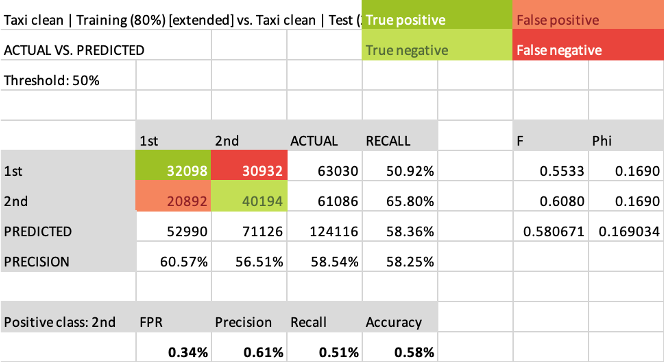 Taxi clean | Training (80%) [extended] vs. Taxi clean | Test ( True positive False positive
ACTUAL VS. PREDICTED True negative False negative
Threshold: 50%
1st 2nd ACTUAL RECALL F Phi
1st 32098 30932 63030 50.92% 0.5533 0.1690
2nd 20892 40194 61086 65.80% 0.6080 0.1690
PREDICTED 52990 71126 124116 58.36% 0.580671 0.169034
PRECISION 60.57% 56.51% 58.54% 58.25%
Positive class: 2nd FPR Precision Recall Accuracy
0.34% 0.61% 0.51% 0.58%